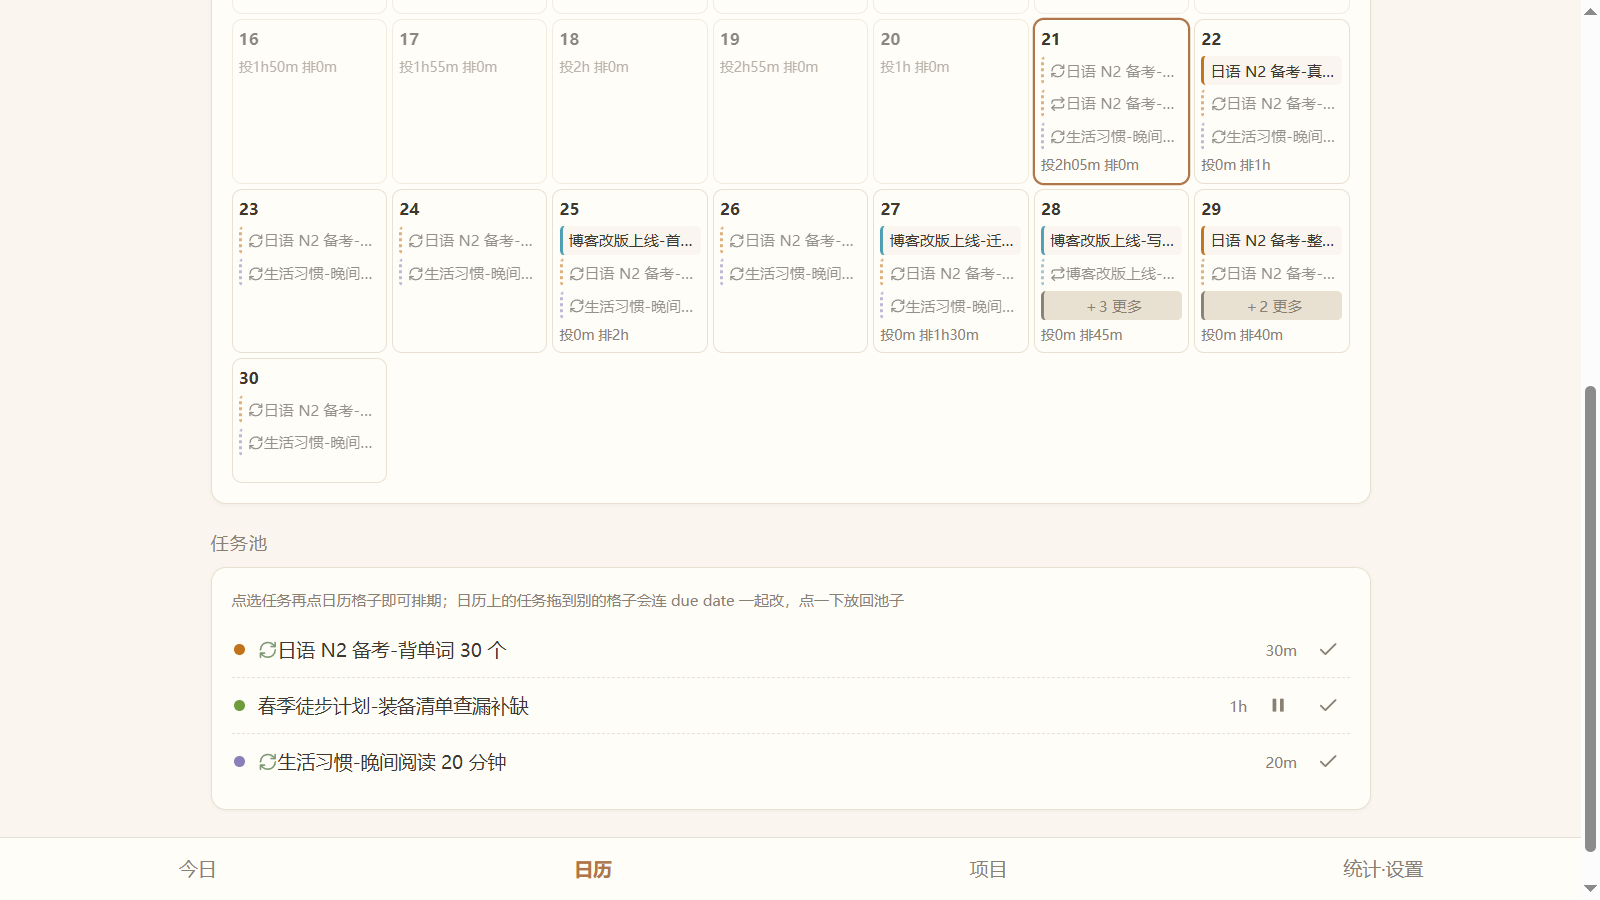 16
投1h50m 排0m
17
投1h55m 排0m
18
投2h 排0m
19
投2h55m 排0m
20
投1h 排0m
21
日语 N2 备考-...
日语 N2 备考-...
生活习惯-晚间...
投2h05m 排0m
22
日语 N2 备考-真...
日语 N2 备考-...
生活习惯-晚间...
投0m 排1h
23
日语 N2 备考-...
生活习惯-晚间...
24
日语 N2 备考-...
生活习惯-晚间...
25
博客改版上线-首...
日语 N2 备考-...
生活习惯-晚间...
投0m 排2h
26
日语 N2 备考-...
生活习惯-晚间...
27
博客改版上线-迁...
日语 N2 备考-...
生活习惯-晚间...
投0m 排1h30m
28
博客改版上线-写...
博客改版上线-...
+3 更多
投0m 排45m
29
日语 N2 备考-整...
日语 N2 备考-...
+2 更多
投0m 排40m
30
日语 N2 备考-...
生活习惯-晚间...
任务池
点选任务再点日历格子即可排期；日历上的任务拖到别的格子会连 due date 一起改，点一下放回池子
日语 N2 备考-背单词 30 个 30m
春季徒步计划-装备清单查漏补缺 1h
生活习惯-晚间阅读 20 分钟 20m
今日 日历 项目 统计·设置